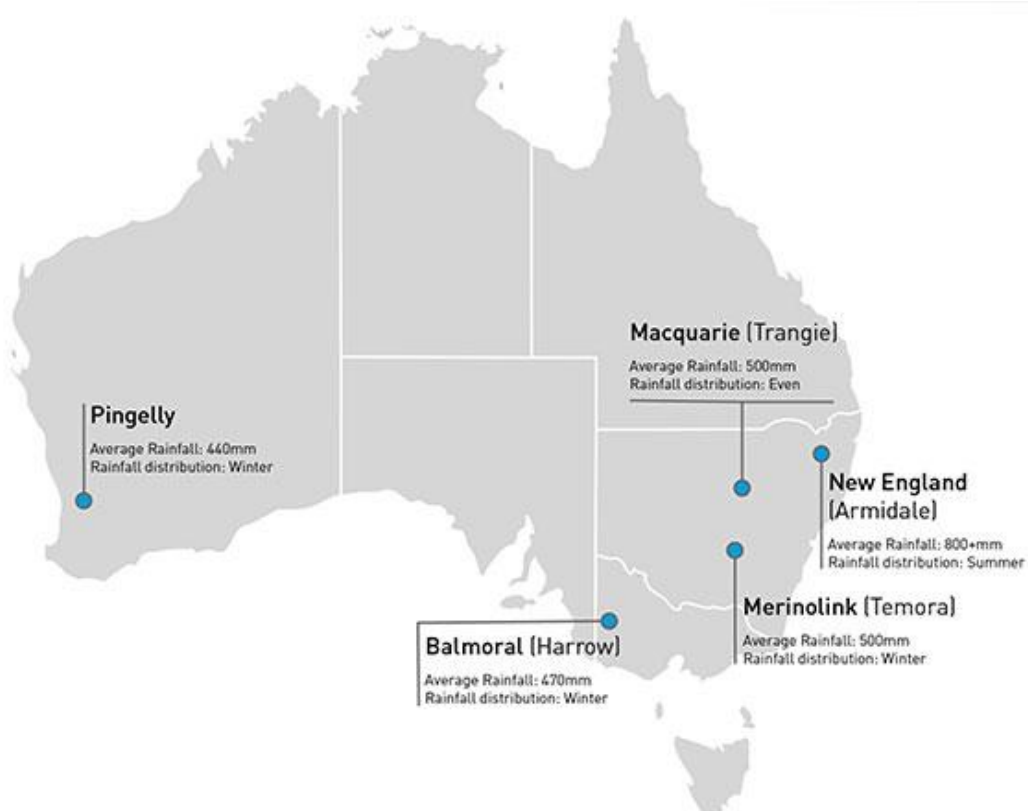 Macquarie (Trangie)
Average Rainfall: 500mm
Rainfall distribution: Even
Pingelly
Average Rainfall: 440mm
Rainfall distribution: Winter
New England
(Armidale)
Average Rainfall: 800+mm
Rainfall distribution: Summer
Merinolink (Temora)
Average Rainfall: 500mm
Rainfall distribution: Winter
Balmoral (Harrow)
Average Rainfall: 470mm
Rainfall distribution: Winter